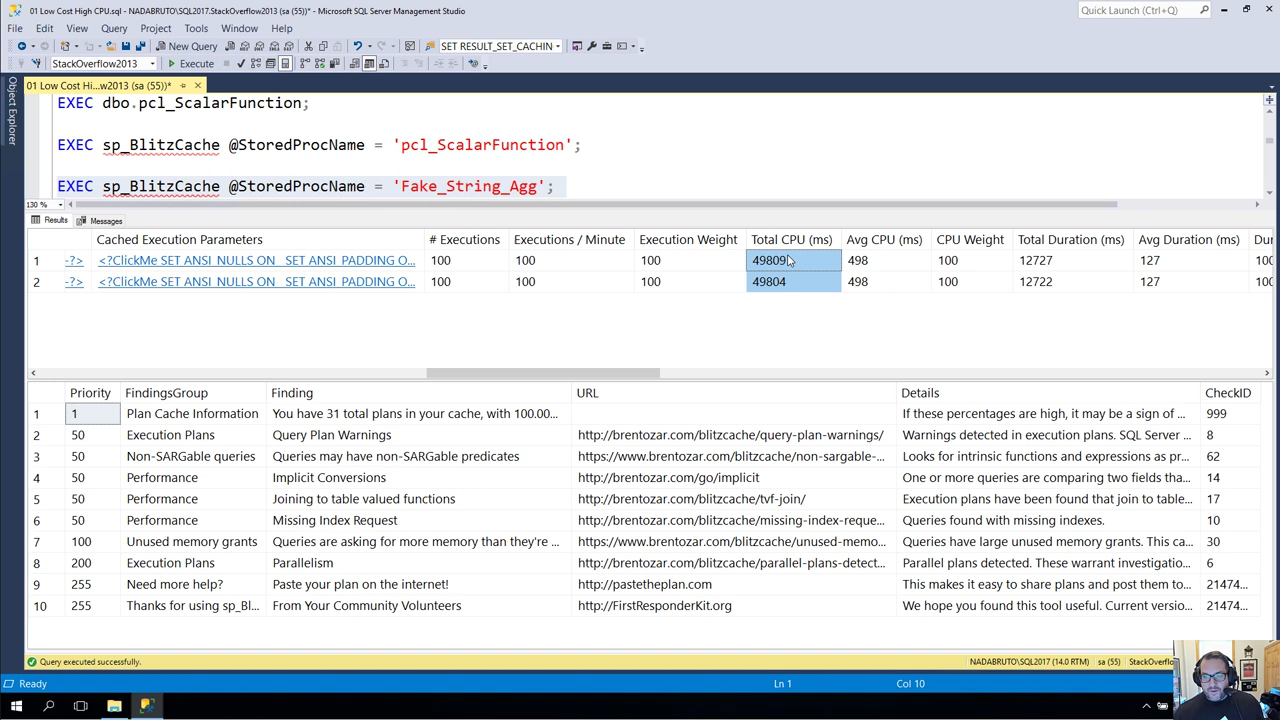 01 Low Cost High CPU.sql - NADABRUTO\SQL2017.StackOverflow2013 (sa (55))* - Microsoft SQL Server Management Studio
Quick Launch (Ctrl+Q)
File Edit View Query Project Tools Window Help
New Query SET RESULT_SET_CACHIN
StackOverflow2013 Execute
01 Low Cost Hi...w2013 (sa (55))*
Object Explorer
EXEC dbo.pcl_ScalarFunction;
EXEC sp_BlitzCache @StoredProcName = 'pcl_ScalarFunction';
EXEC sp_BlitzCache @StoredProcName = 'Fake_String_Agg';
130 %
Results Messages
Cached Execution Parameters # Executions Executions / Minute Execution Weight Total CPU (ms) Avg CPU (ms) CPU Weight Total Duration (ms) Avg Duration (ms) Dur
1 -?> <?ClickMe SET ANSI_NULLS ON SET ANSI_PADDING O... 100 100 100 49809 498 100 12727 127 100
2 -?> <?ClickMe SET ANSI_NULLS ON SET ANSI_PADDING O... 100 100 100 49804 498 100 12722 127 100
Priority FindingsGroup Finding URL Details CheckID
1 1 Plan Cache Information You have 31 total plans in your cache, with 100.00... If these percentages are high, it may be a sign of ... 999
2 50 Execution Plans Query Plan Warnings http://brentozar.com/blitzcache/query-plan-warnings/ Warnings detected in execution plans. SQL Server ... 8
3 50 Non-SARGable queries Queries may have non-SARGable predicates https://www.brentozar.com/blitzcache/non-sargable-... Looks for intrinsic functions and expressions as pr... 62
4 50 Performance Implicit Conversions http://brentozar.com/go/implicit One or more queries are comparing two fields tha... 14
5 50 Performance Joining to table valued functions http://brentozar.com/blitzcache/tvf-join/ Execution plans have been found that join to table... 17
6 50 Performance Missing Index Request https://www.brentozar.com/blitzcache/missing-index-reque... Queries found with missing indexes. 10
7 100 Unused memory grants Queries are asking for more memory than they're ... https://www.brentozar.com/blitzcache/unused-memo... Queries have large unused memory grants. This ca... 30
8 200 Execution Plans Parallelism http://brentozar.com/blitzcache/parallel-plans-detect... Parallel plans detected. These warrant investigatio... 6
9 255 Need more help? Paste your plan on the internet! http://pastetheplan.com This makes it easy to share plans and post them to... 21474...
10 255 Thanks for using sp_Bl... From Your Community Volunteers http://FirstResponderKit.org We hope you found this tool useful. Current versio... 21474...
Query executed successfully. NADABRUTO\SQL2017 (14.0 RTM) sa (55) StackOverflo
Ready Ln 1 Col 10